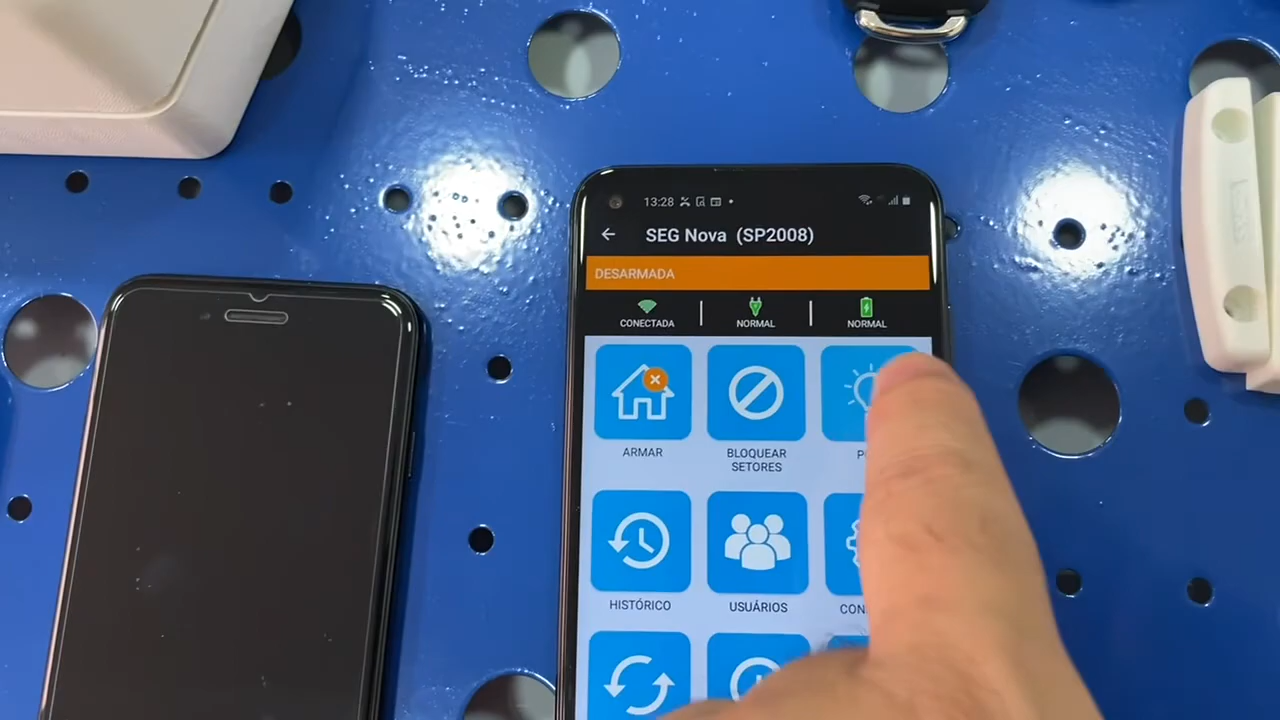 13:28
SEG Nova (SP2008)
DESARMADA
CONECTADA
NORMAL
NORMAL
ARMAR
BLOQUEAR
SETORES
HISTÓRICO
USUÁRIOS